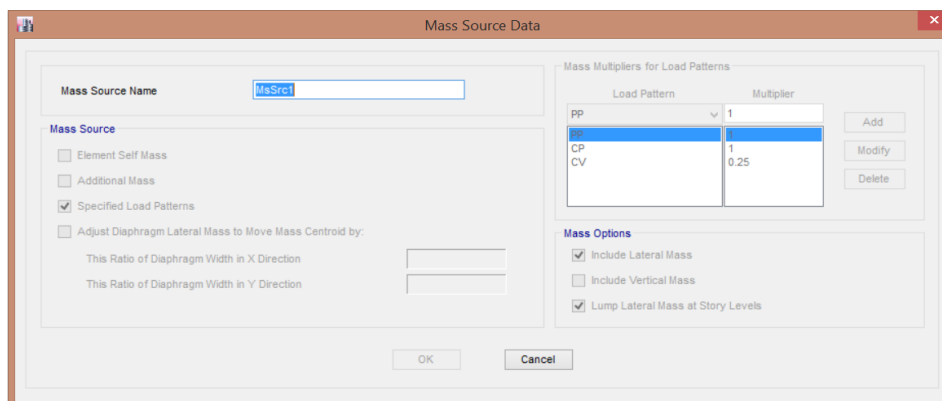 Mass Source Data
Mass Source Name
MsSrc1
Mass Source
Element Self Mass
Additional Mass
Specified Load Patterns
Adjust Diaphragm Lateral Mass to Move Mass Centroid by:
This Ratio of Diaphragm Width in X Direction
This Ratio of Diaphragm Width in Y Direction
Mass Multipliers for Load Patterns
Load Pattern Multiplier
PP 1
PP 1
CP 1
CV 0.25
Add
Modify
Delete
Mass Options
Include Lateral Mass
Include Vertical Mass
Lump Lateral Mass at Story Levels
OK Cancel